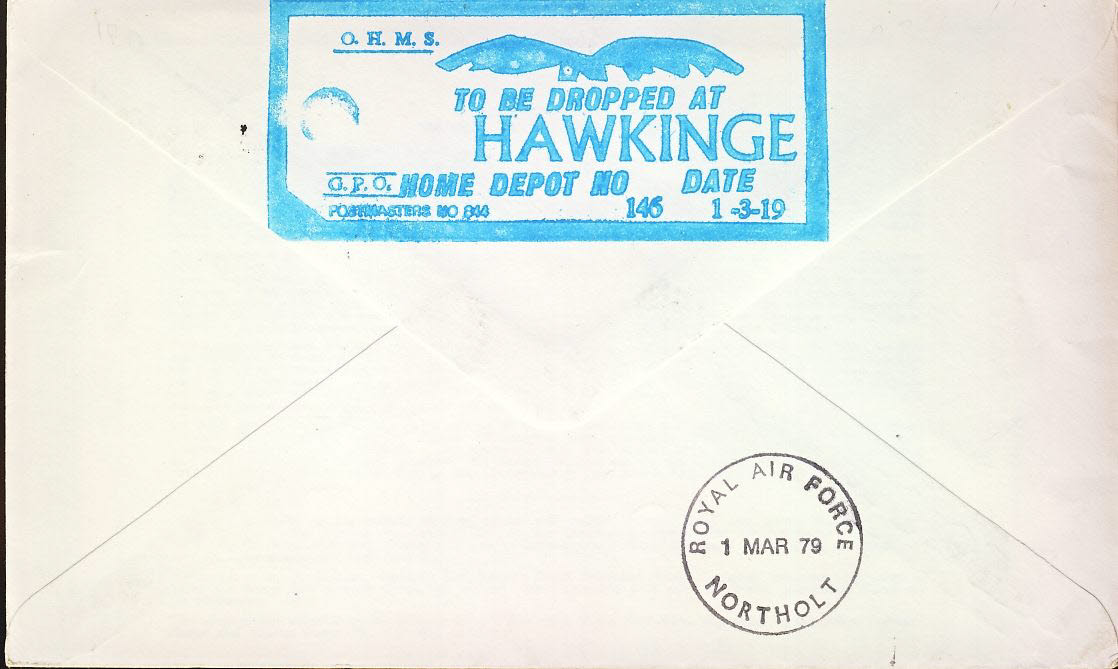 O. H. M. S.
TO BE DROPPED AT
HAWKINGE
G.P.O. HOME DEPOT NO DATE
POSTMASTERS NO 844 146 1-3-19
ROYAL AIR FORCE
1 MAR 79
NORTHOLT